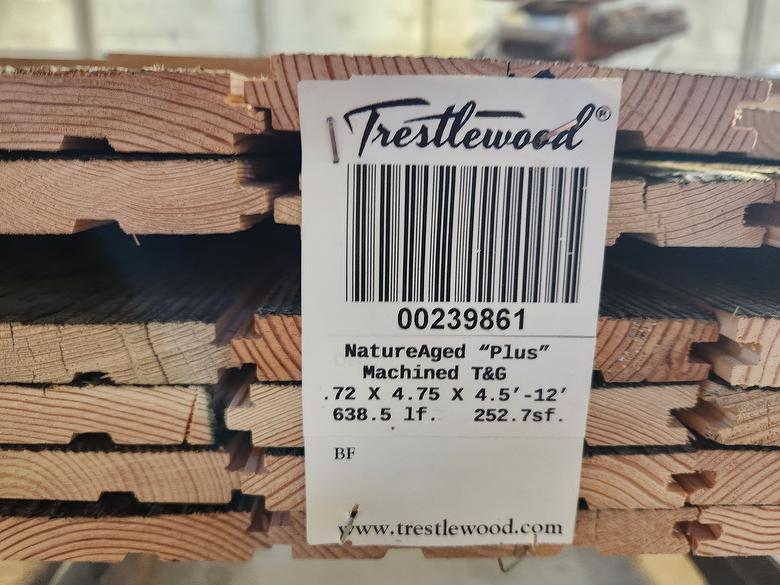 Trestlewood®
00239861
NatureAged “Plus”
Machined T&G
.72 X 4.75 X 4.5'-12'
638.5 lf. 252.7sf.
BF
www.trestlewood.com